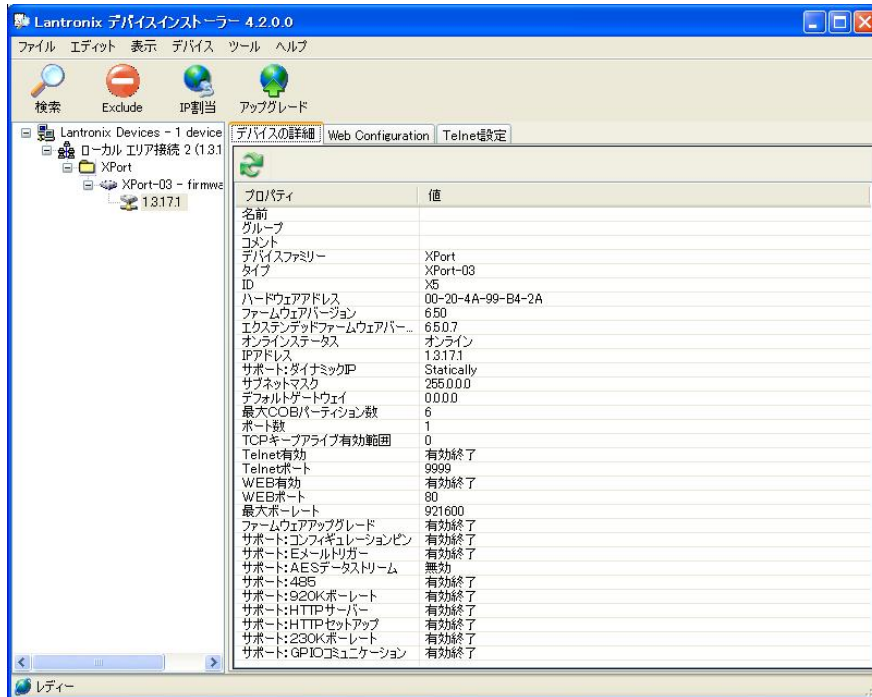 Lantronix デバイスインストーラー 4.2.0.0
ファイル エディット 表示 デバイス ツール ヘルプ
検索 Exclude IP割当 アップグレード
Lantronix Devices - 1 device
ローカル エリア接続 2 (1.3.1
XPort
XPort-03 - firmwa
1.3.17.1
デバイスの詳細 Web Configuration Telnet設定
プロパティ 値
名前
グループ
コメント
デバイスファミリー XPort
タイプ XPort-03
ID X5
ハードウェアアドレス 00-20-4A-99-B4-2A
ファームウェアバージョン 6.50
エクステンデッドファームウェアバー... 6.5.0.7
オンラインステータス オンライン
IPアドレス 1.3.17.1
サポート:ダイナミックIP Statically
サブネットマスク 255.0.0.0
デフォルトゲートウェイ 0.0.0.0
最大COBパーティション数 6
ポート数 1
TCPキープアライブ有効範囲 0
Telnet有効 有効終了
Telnetポート 9999
WEB有効 有効終了
WEBポート 80
最大ボーレート 921600
ファームウェアアップグレード 有効終了
サポート:コンフィギュレーションピン 有効終了
サポート:Eメールトリガー 有効終了
サポート:AESデータストリーム 無効
サポート:485 有効終了
サポート:920Kボーレート 有効終了
サポート:HTTPサーバー 有効終了
サポート:HTTPセットアップ 有効終了
サポート:230Kボーレート 有効終了
サポート:GPIOコミュニケーション 有効終了
レディー